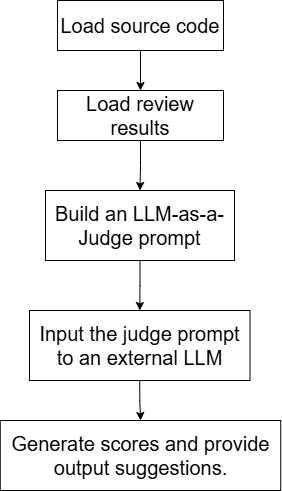 Load source code
Load review
results
Build an LLM-as-a-
Judge prompt
Input the judge prompt
to an external LLM
Generate scores and provide
output suggestions.